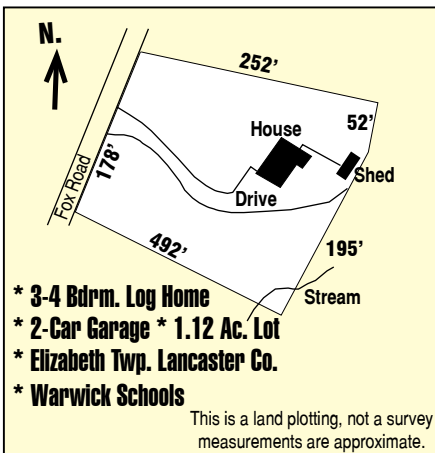 N.
252'
52'
House
178'
Fox Road
Shed
Drive
492'
195'
Stream
* 3-4 Bdrm. Log Home
* 2-Car Garage * 1.12 Ac. Lot
* Elizabeth Twp. Lancaster Co.
* Warwick Schools
This is a land plotting, not a survey
measurements are approximate.